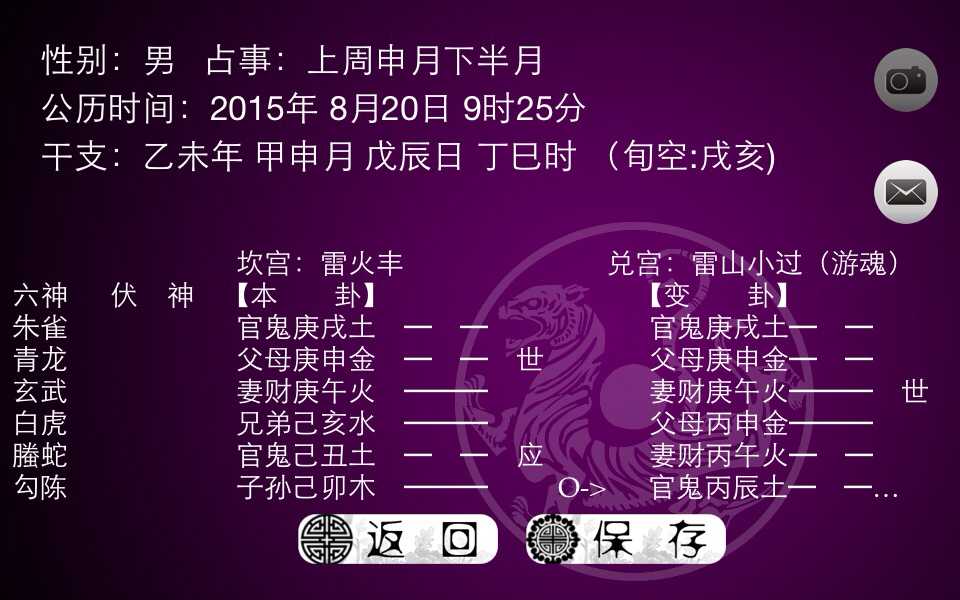 性别：男 占事：上周申月下半月
公历时间：2015年 8月20日 9时25分
干支：乙未年 甲申月 戊辰日 丁巳时 （旬空:戌亥)
坎宫：雷火丰 兑宫：雷山小过（游魂）
六神 伏 神 【本 卦】 【变 卦】
朱雀 官鬼庚戌土 官鬼庚戌土
青龙 父母庚申金 世 父母庚申金
玄武 妻财庚午火 妻财庚午火 世
白虎 兄弟己亥水 父母丙申金
螣蛇 官鬼己丑土 应 妻财丙午火
勾陈 子孙己卯木 O-> 官鬼丙辰土 …
返 回 保 存